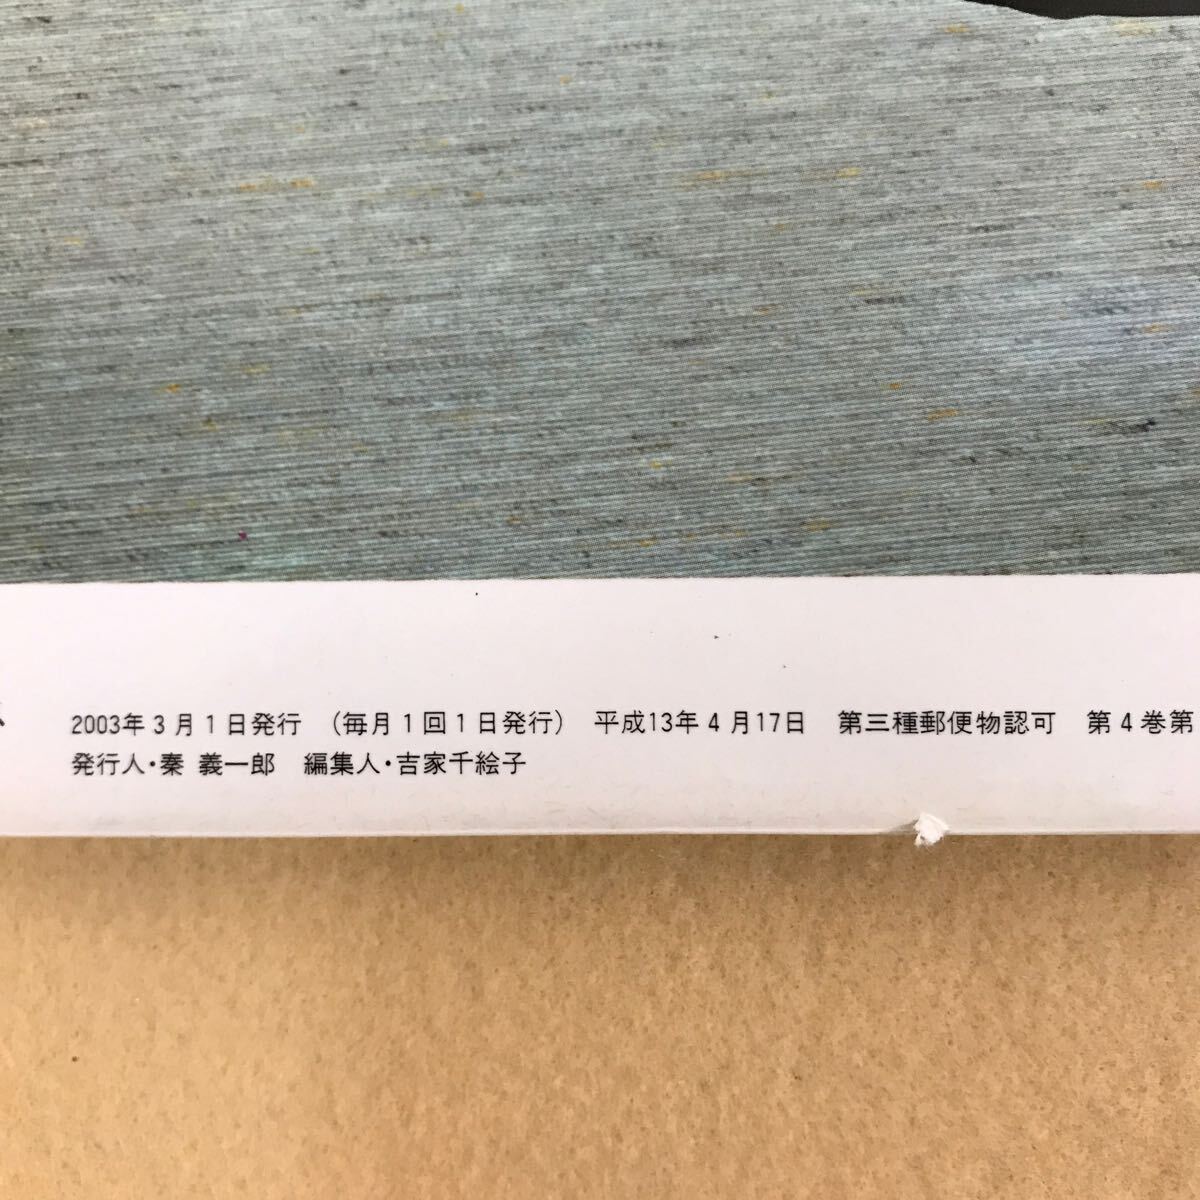 2003年3月1日発行 （毎月1回1日発行） 平成13年4月17日 第三種郵便物認可 第4巻第
発行人・秦 義一郎 編集人・吉家千絵子